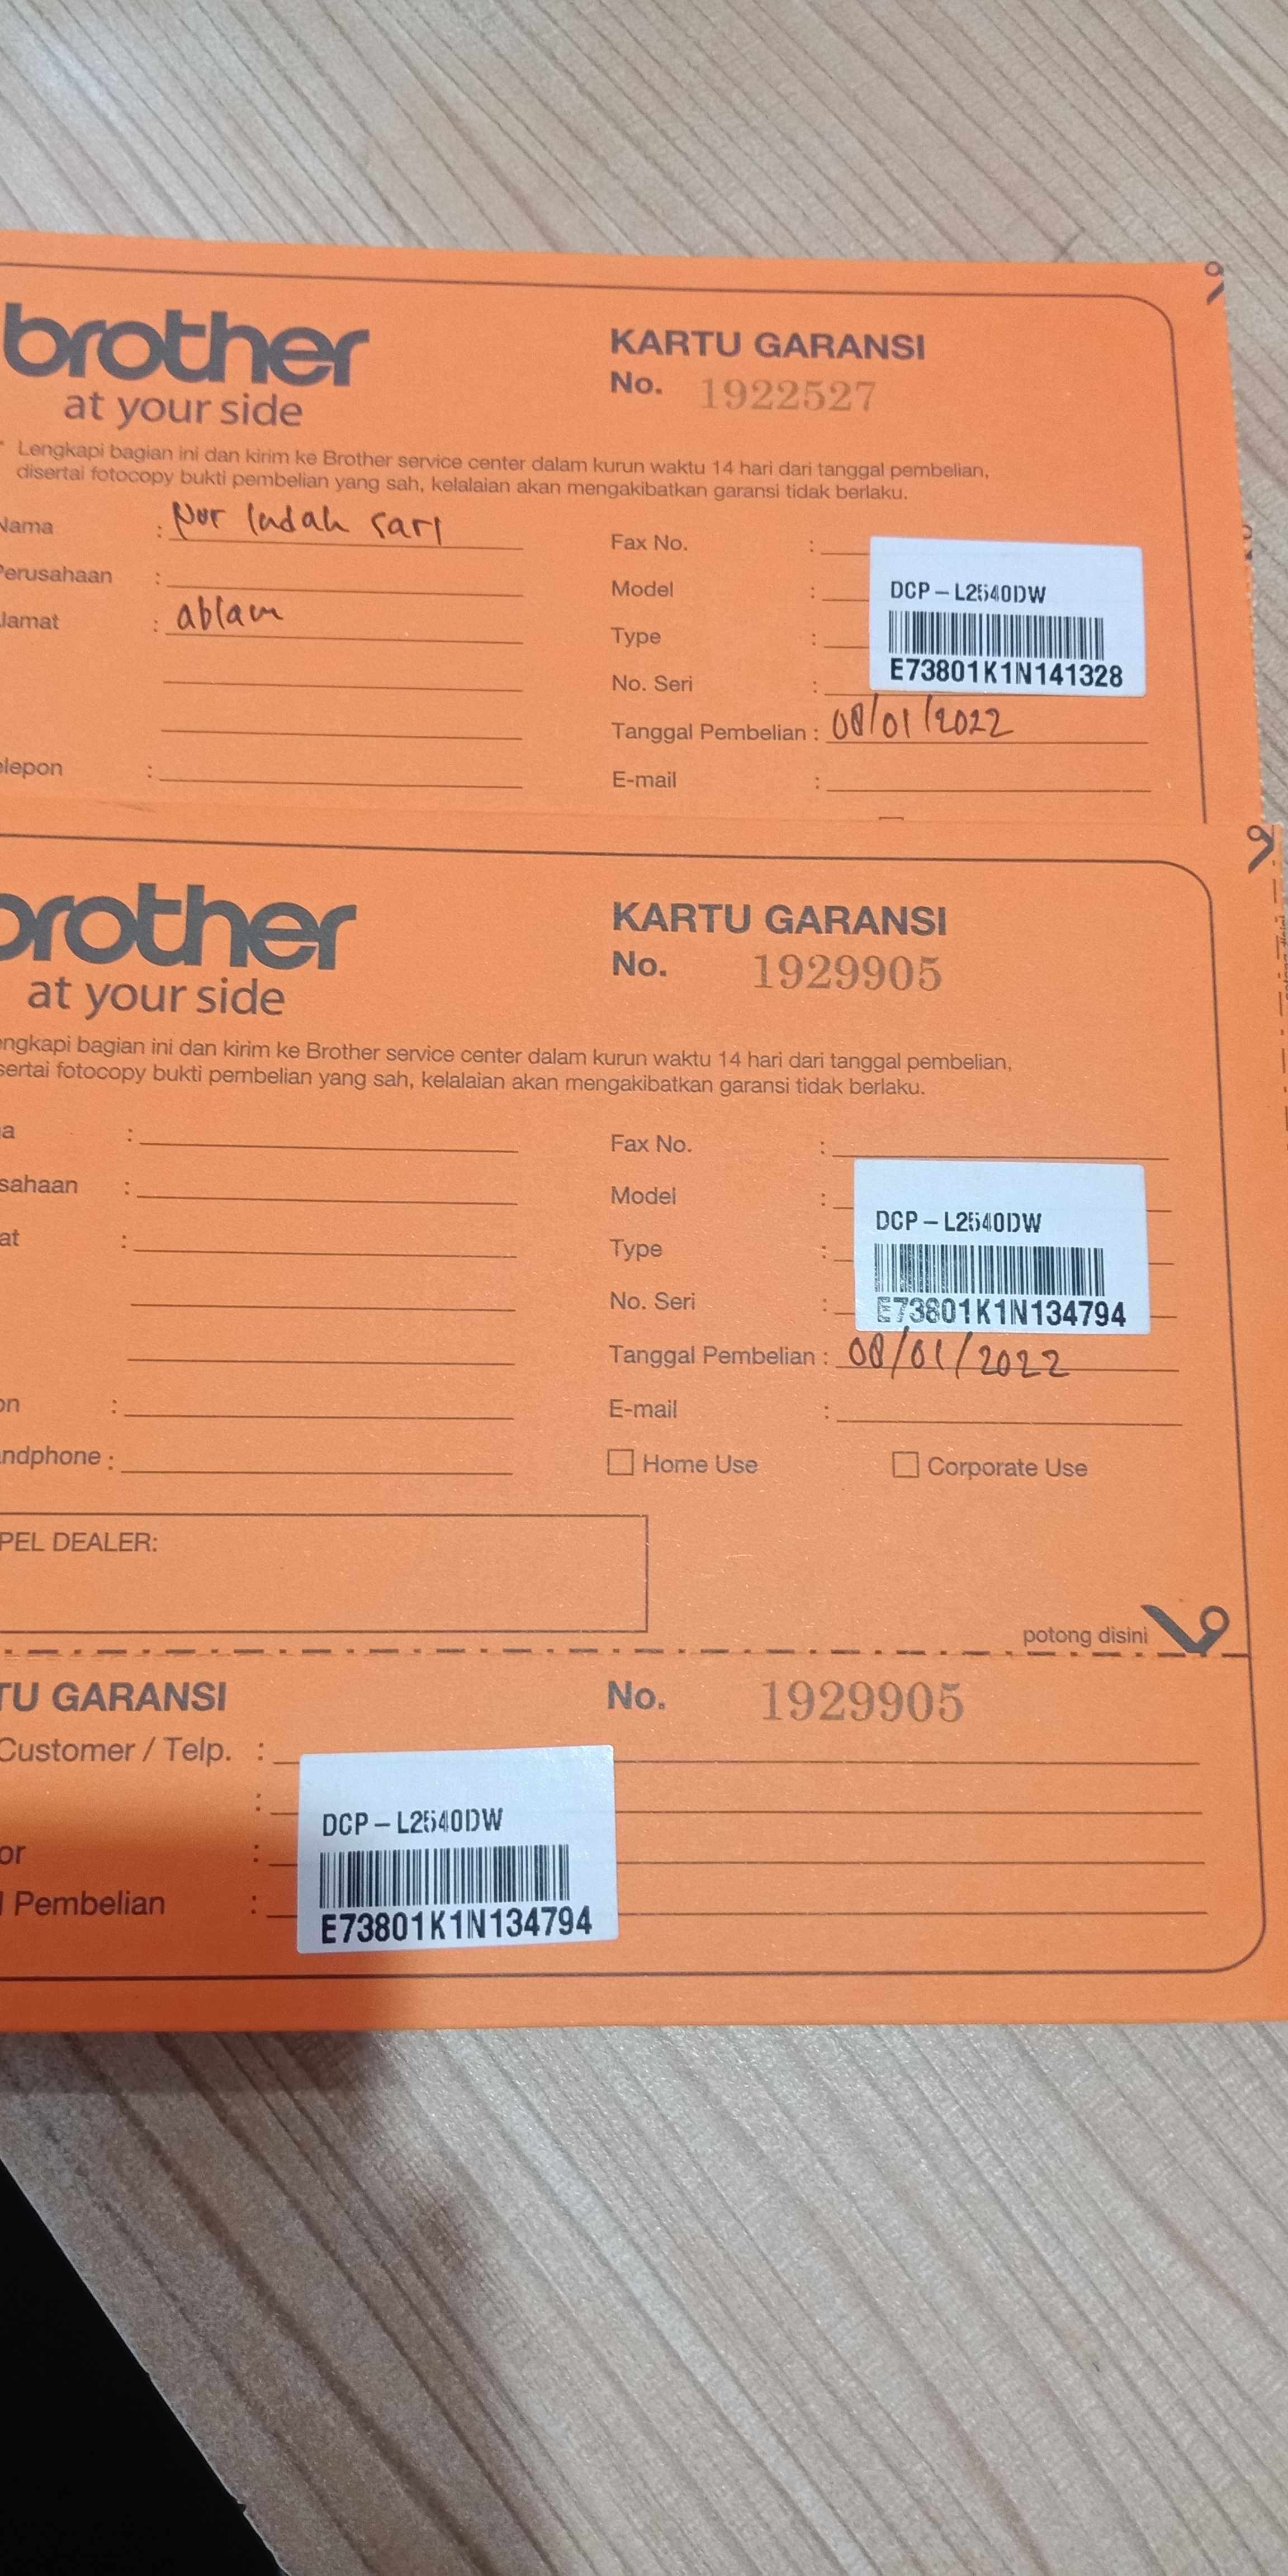 brother
at your side
KARTU GARANSI
No. 1922527
* Lengkapi bagian ini dan kirim ke Brother service center dalam kurun waktu 14 hari dari tanggal pembelian,
disertai fotocopy bukti pembelian yang sah, kelalaian akan mengakibatkan garansi tidak berlaku.
Nama : Nur Indah Sari
Perusahaan :
lamat : ablam
elepon :
Fax No. :
Model :
Type :
No. Seri :
DCP-L2540DW
E73801K1N141328
Tanggal Pembelian : 08/01/2022
E-mail :
brother
at your side
KARTU GARANSI
No. 1929905
engkapi bagian ini dan kirim ke Brother service center dalam kurun waktu 14 hari dari tanggal pembelian,
sertai fotocopy bukti pembelian yang sah, kelalaian akan mengakibatkan garansi tidak berlaku.
a :
sahaan :
at :
on :
ndphone :
Fax No. :
Model :
Type :
No. Seri :
DCP-L2540DW
E73801K1N134794
Tanggal Pembelian : 08/01/2022
E-mail :
Home Use
Corporate Use
PEL DEALER:
potong disini
TU GARANSI
No. 1929905
Customer / Telp. :
:
or :
l Pembelian :
DCP-L2540DW
E73801K1N134794